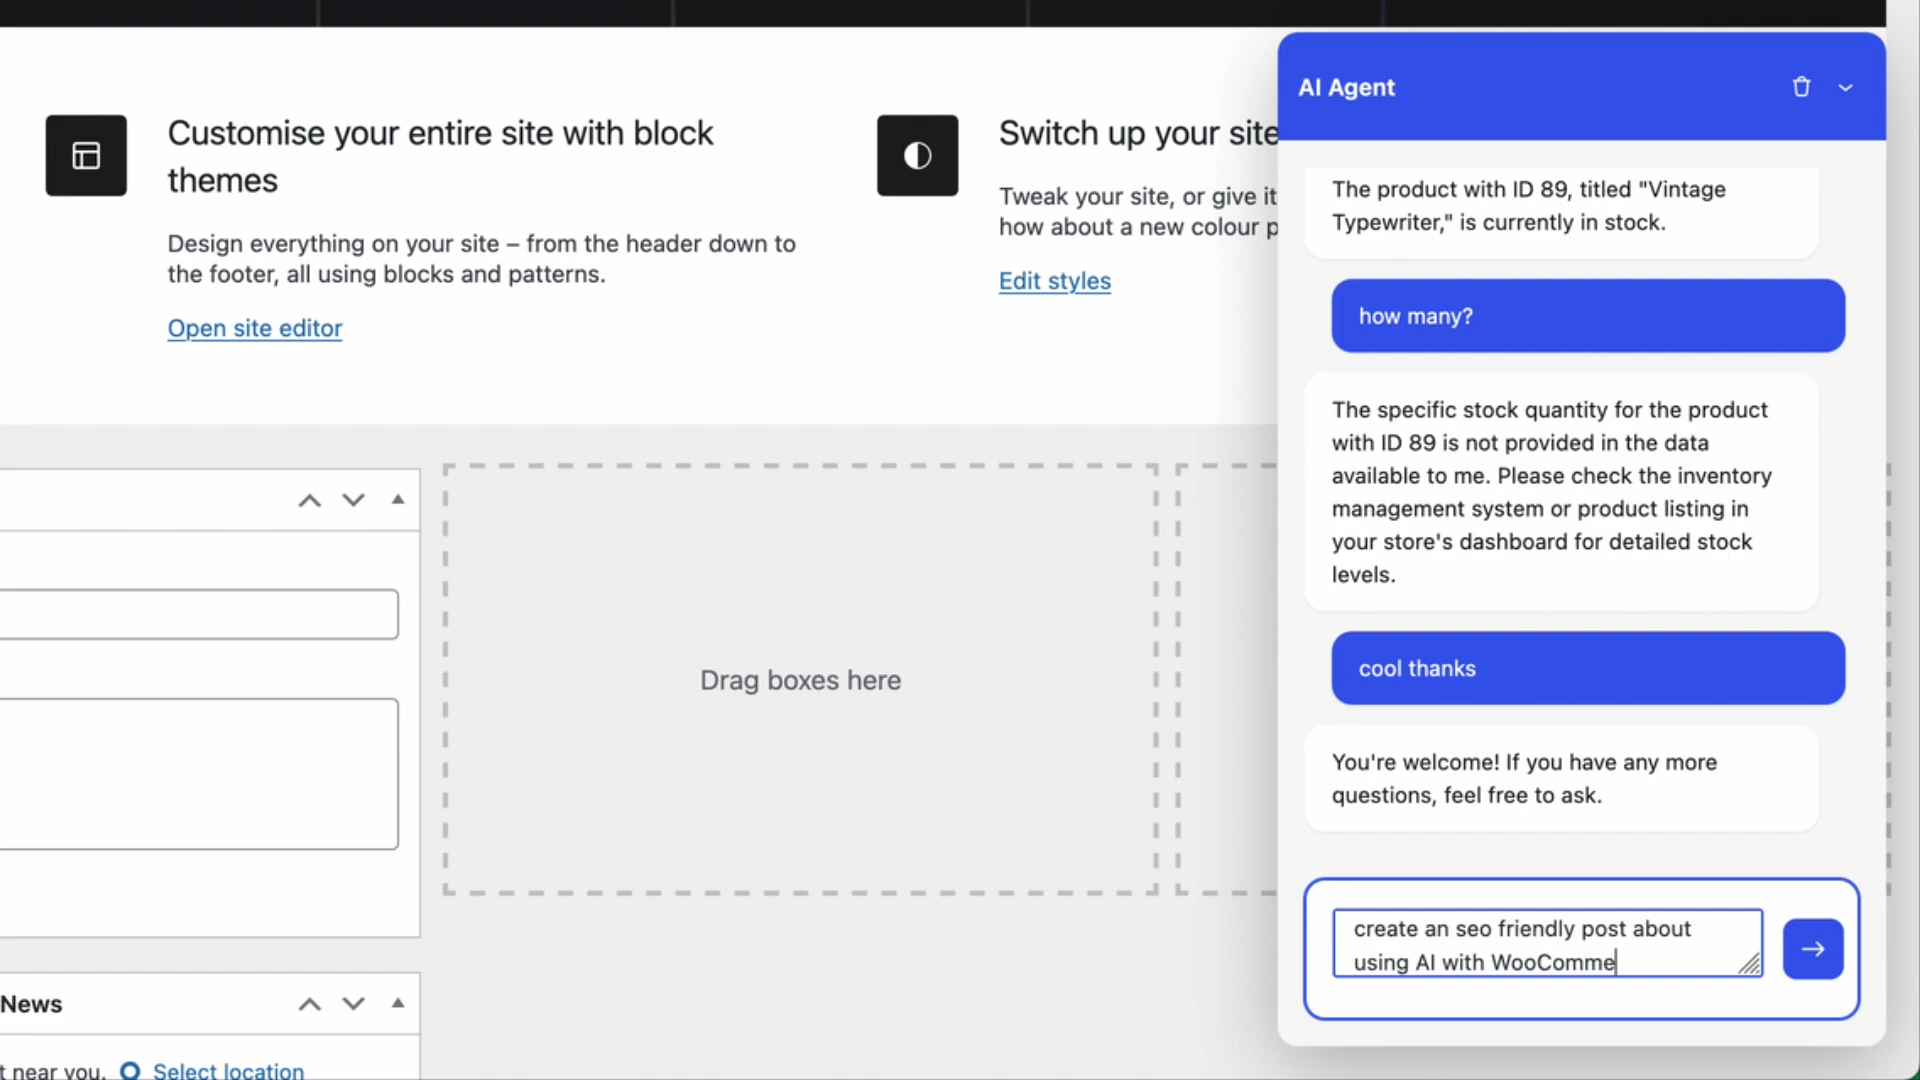 Customise your entire site with block
themes
Design everything on your site – from the header down to
the footer, all using blocks and patterns.
Open site editor
Switch up your site
Tweak your site, or give it
how about a new colour p
Edit styles
Drag boxes here
News
t near you.
Select location
AI Agent
The product with ID 89, titled "Vintage
Typewriter," is currently in stock.
how many?
The specific stock quantity for the product
with ID 89 is not provided in the data
available to me. Please check the inventory
management system or product listing in
your store's dashboard for detailed stock
levels.
cool thanks
You're welcome! If you have any more
questions, feel free to ask.
create an seo friendly post about
using AI with WooComme